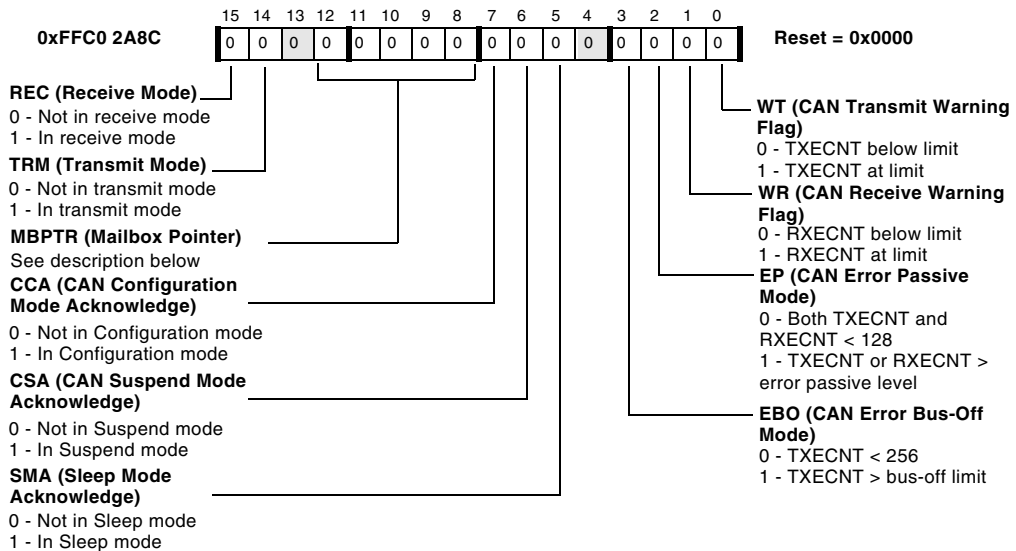 15 14 13 12 11 10 9 8 7 6 5 4 3 2 1 0
0xFFC0 2A8C
0 0 0 0 0 0 0 0 0 0 0 0 0 0 0 0
Reset = 0x0000
REC (Receive Mode)
0 - Not in receive mode
1 - In receive mode
TRM (Transmit Mode)
0 - Not in transmit mode
1 - In transmit mode
MBPTR (Mailbox Pointer)
See description below
CCA (CAN Configuration
Mode Acknowledge)
0 - Not in Configuration mode
1 - In Configuration mode
CSA (CAN Suspend Mode
Acknowledge)
0 - Not in Suspend mode
1 - In Suspend mode
SMA (Sleep Mode
Acknowledge)
0 - Not in Sleep mode
1 - In Sleep mode
WT (CAN Transmit Warning
Flag)
0 - TXECNT below limit
1 - TXECNT at limit
WR (CAN Receive Warning
Flag)
0 - RXECNT below limit
1 - RXECNT at limit
EP (CAN Error Passive
Mode)
0 - Both TXECNT and
RXECNT < 128
1 - TXECNT or RXECNT >
error passive level
EBO (CAN Error Bus-Off
Mode)
0 - TXECNT < 256
1 - TXECNT > bus-off limit